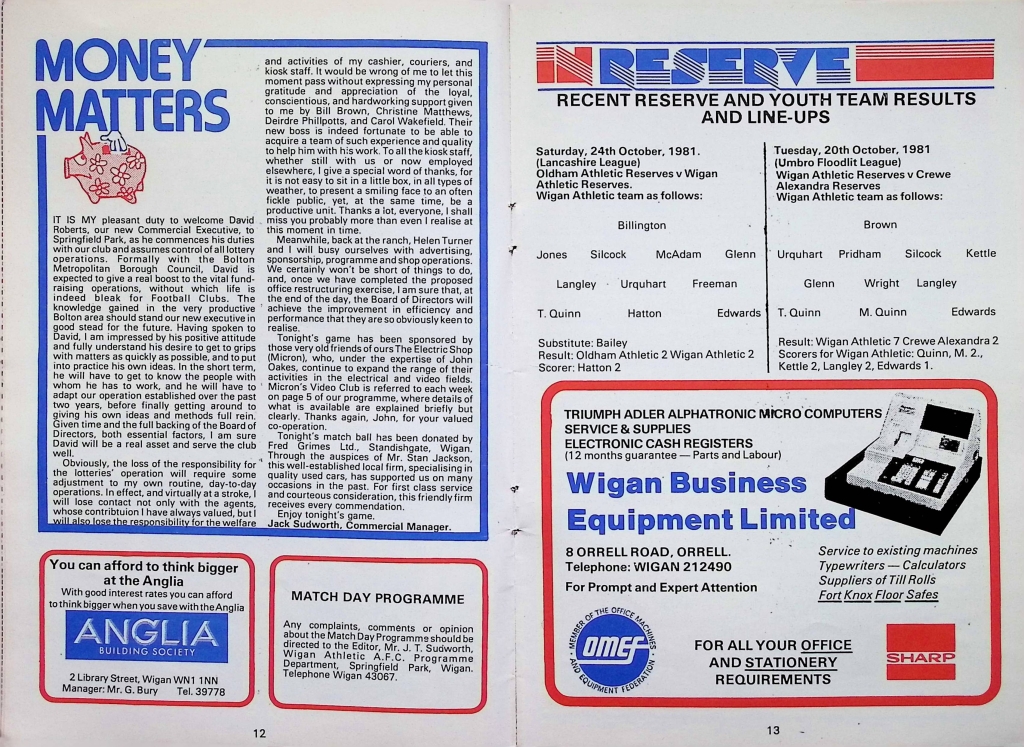 MONEY
MATTERS
IT IS MY pleasant duty to welcome David
Roberts, our new Commercial Executive, to
Springfield Park, as he commences his duties
with our club and assumes control of all lottery
operations. Formally with the Bolton
Metropolitan Borough Council, David is
expected to give a real boost to the vital fund-
raising operations, without which life is
indeed bleak for Football Clubs. The
knowledge gained in the very productive
Bolton area should stand our new executive in
good stead for the future. Having spoken to
David, I am impressed by his positive attitude
and fully understand his desire to get to grips
with matters as quickly as possible, and to put
into practice his own ideas. In the short term,
he will have to get to know the people with
whom he has to work, and he will have to
adapt our operation established over the past
two years, before finally getting around to
giving his own ideas and methods full rein.
Given time and the full backing of the Board of
Directors, both essential factors, I am sure
David will be a real asset and serve the club
well.
Obviously, the loss of the responsibility for
the lotteries' operation will require some
adjustment to my own routine, day-to-day
operations. In effect, and virtually at a stroke, I
will lose contact not only with the agents,
whose contribtuion I have always valued, but I
will also lose the responsibility for the welfare
and activities of my cashier, couriers, and
kiosk staff. It would be wrong of me to let this
moment pass without expressing my personal
gratitude and appreciation of the loyal,
conscientious, and hardworking support given
to me by Bill Brown, Christine Matthews,
Deirdre Phillpotts, and Carol Wakefield. Their
new boss is indeed fortunate to be able to
acquire a team of such experience and quality
to help him with his work. To all the kiosk staff,
whether still with us or now employed
elsewhere, I give a special word of thanks, for
it is not easy to sit in a little box, in all types of
weather, to present a smiling face to an often
fickle public, yet, at the same time, be a
productive unit. Thanks a lot, everyone, I shall
miss you probably more than even I realise at
this moment in time.
Meanwhile, back at the ranch, Helen Turner
and I will busy ourselves with advertising,
sponsorship, programme and shop operations.
We certainly won't be short of things to do,
and, once we have completed the proposed
office restructuring exercise, I am sure that, at
the end of the day, the Board of Directors will
achieve the improvement in efficiency and
performance that they are so obviously keen to
realise.
Tonight's game has been sponsored by
those very old friends of ours The Electric Shop
(Micron), who, under the expertise of John
Oakes, continue to expand the range of their
activities in the electrical and video fields.
Micron's Video Club is referred to each week
on page 5 of our programme, where details of
what is available are explained briefly but
clearly. Thanks again, John, for your valued
co-operation.
Tonight's match ball has been donated by
Fred Grimes Ltd., Standishgate, Wigan.
Through the auspices of Mr. Stan Jackson,
this well-established local firm, specialising in
quality used cars, has supported us on many
occasions in the past. For first class service
and courteous consideration, this friendly firm
receives every commendation.
Enjoy tonight's game.
Jack Sudworth, Commercial Manager.
You can afford to think bigger
at the Anglia
With good interest rates you can afford
to think bigger when you save with the Anglia
ANGLIA
BUILDING SOCIETY
2 Library Street, Wigan WN1 1NN
Manager: Mr. G. Bury Tel. 39778
MATCH DAY PROGRAMME
Any complaints, comments or opinion
about the Match Day Programme should be
directed to the Editor, Mr. J. T. Sudworth,
Wigan Athletic A.F.C. Programme
Department, Springfield Park, Wigan.
Telephone Wigan 43067.
12
IN RESERVE
RECENT RESERVE AND YOUTH TEAM RESULTS
AND LINE-UPS
Saturday, 24th October, 1981.
(Lancashire League)
Oldham Athletic Reserves v Wigan
Athletic Reserves.
Wigan Athletic team as follows:
Billington
Jones Silcock McAdam Glenn
Langley Urquhart Freeman
T. Quinn Hatton Edwards
Substitute: Bailey
Result: Oldham Athletic 2 Wigan Athletic 2
Scorer: Hatton 2
Tuesday, 20th October, 1981
(Umbro Floodlit League)
Wigan Athletic Reserves v Crewe
Alexandra Reserves
Wigan Athletic team as follows:
Brown
Urquhart Pridham Silcock Kettle
Glenn Wright Langley
T. Quinn M. Quinn Edwards
Result: Wigan Athletic 7 Crewe Alexandra 2
Scorers for Wigan Athletic: Quinn, M. 2.,
Kettle 2, Langley 2, Edwards 1.
TRIUMPH ADLER ALPHATRONIC MICRO COMPUTERS
SERVICE & SUPPLIES
ELECTRONIC CASH REGISTERS
(12 months guarantee — Parts and Labour)
Wigan Business
Equipment Limited
8 ORRELL ROAD, ORRELL.
Telephone: WIGAN 212490
For Prompt and Expert Attention
Service to existing machines
Typewriters — Calculators
Suppliers of Till Rolls
Fort Knox Floor Safes
MEMBER OF THE OFFICE MACHINES
OMEF
AND EQUIPMENT FEDERATION
FOR ALL YOUR OFFICE
AND STATIONERY
REQUIREMENTS
SHARP
13